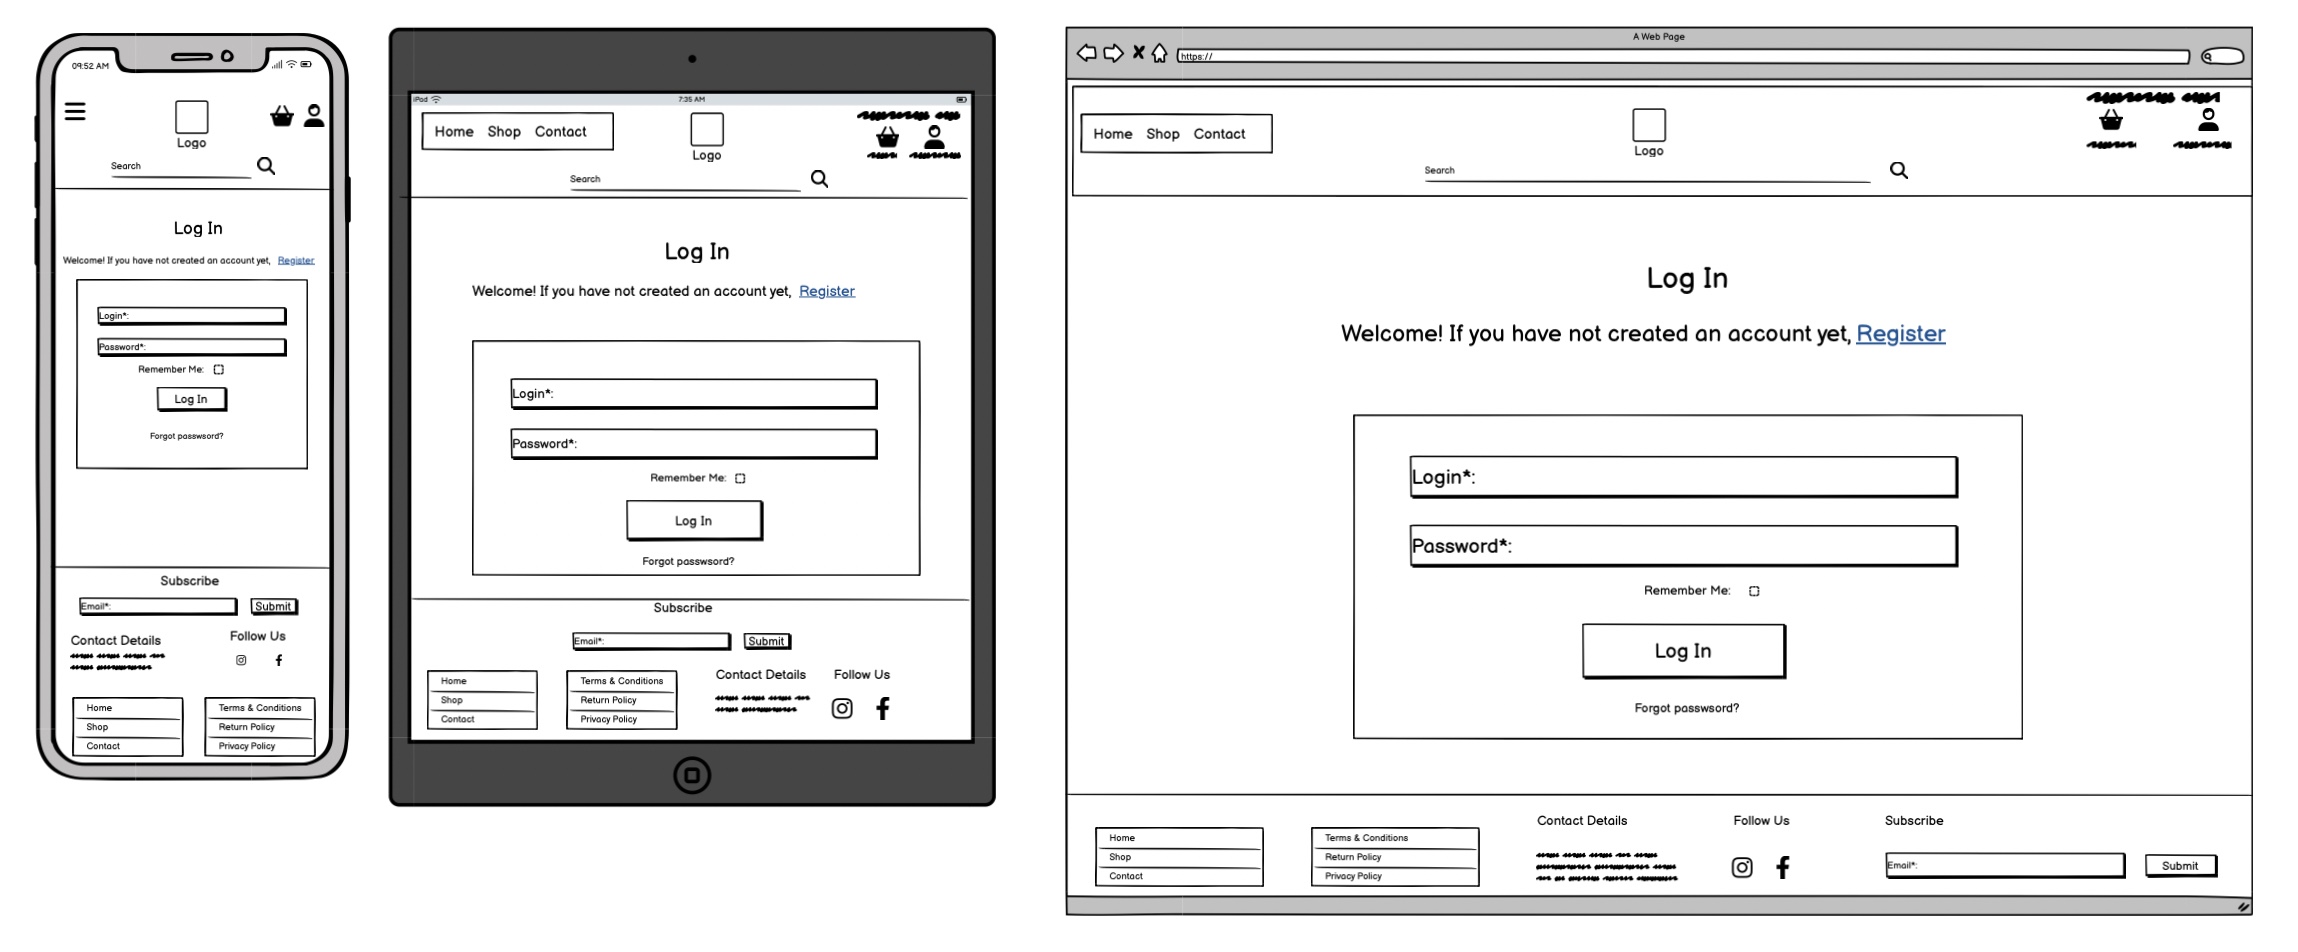 09:52 AM
Logo
Search
Log In
Welcome! If you have not created an account yet, Register
Login*:
Password*:
Remember Me:
Log In
Forgot passwsord?
Subscribe
Email*: Submit
Contact Details Follow Us
Home
Shop
Contact
Terms & Conditions
Return Policy
Privacy Policy
iPad 7:35 AM
Home Shop Contact
Logo
Search
Log In
Welcome! If you have not created an account yet, Register
Login*:
Password*:
Remember Me:
Log In
Forgot passwsord?
Subscribe
Email*: Submit
Home
Shop
Contact
Terms & Conditions
Return Policy
Privacy Policy
Contact Details
Follow Us
A Web Page
https://
Home Shop Contact
Logo
Search
Log In
Welcome! If you have not created an account yet, Register
Login*:
Password*:
Remember Me:
Log In
Forgot passwsord?
Home
Shop
Contact
Terms & Conditions
Return Policy
Privacy Policy
Contact Details
Follow Us
Subscribe
Email*: Submit